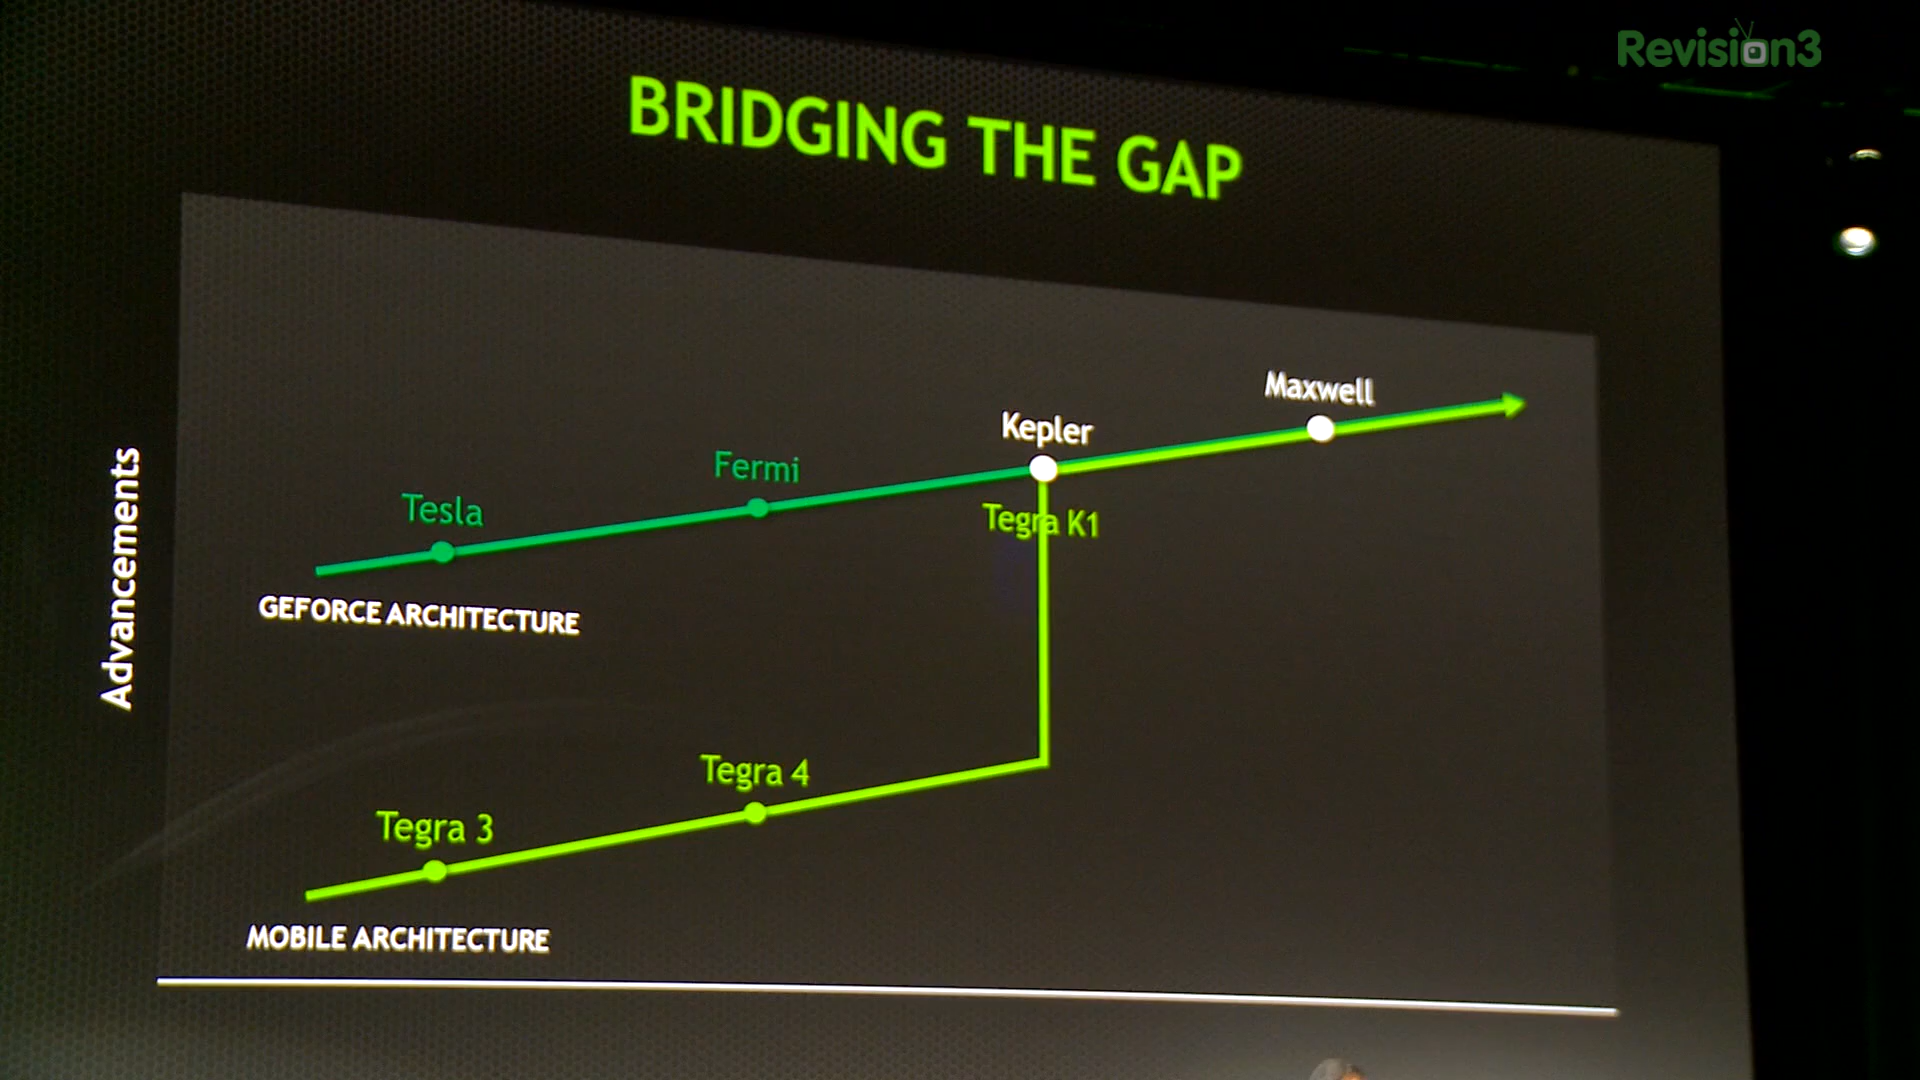 Revision3
BRIDGING THE GAP
Advancements
Maxwell
Kepler
Fermi
Tesla
Tegra K1
GEFORCE ARCHITECTURE
Tegra 4
Tegra 3
MOBILE ARCHITECTURE